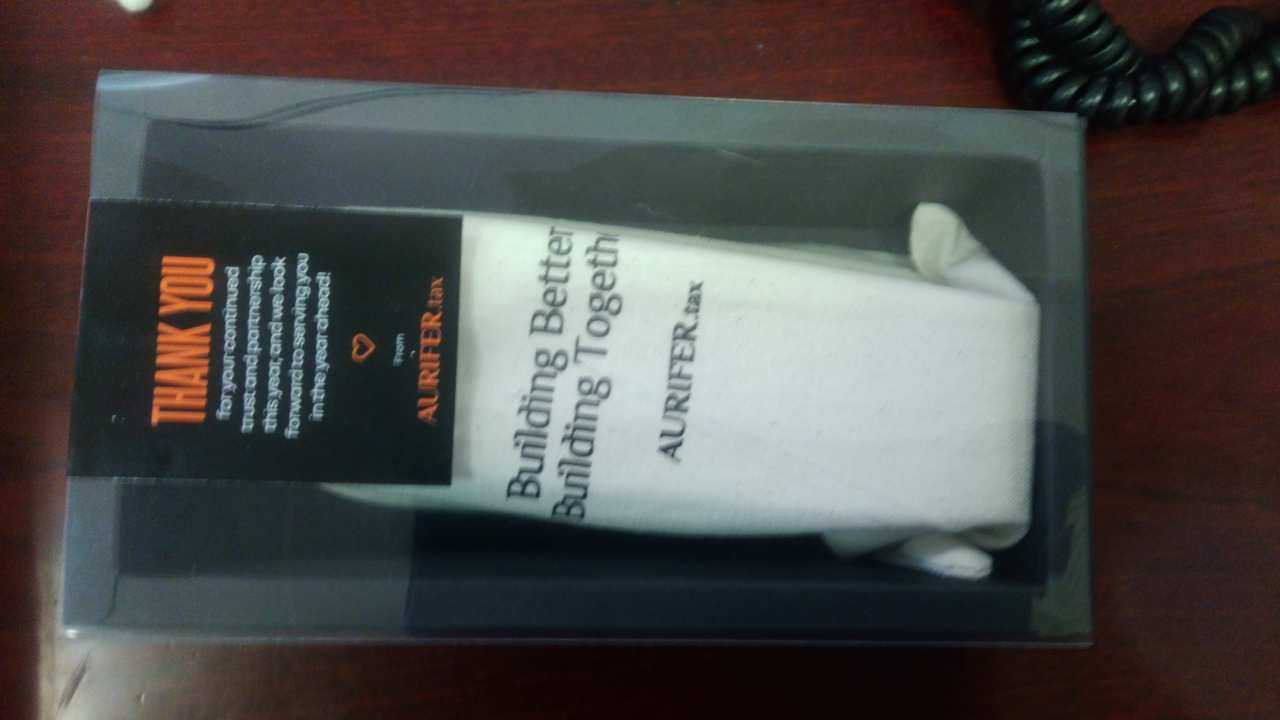 THANK YOU
for your continued
trust and partnership
this year, and we look
forward to serving you
in the year ahead!
from
AURIFER.tax
Building Better
Building Togeth
AURIFER.tax